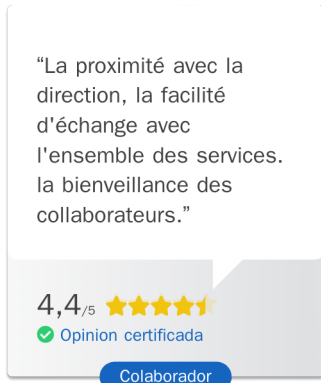 “La proximité avec la
direction, la facilité
d'échange avec
l'ensemble des services.
la bienveillance des
collaborateurs.”
4,4/5
Opinion certificada
Colaborador